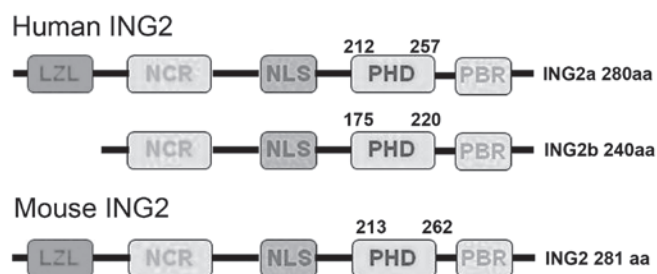 Human ING2
212 257
LZL NCR NLS PHD PBR ING2a 280aa
175 220
NCR NLS PHD PBR ING2b 240aa
Mouse ING2
213 262
LZL NCR NLS PHD PBR ING2 281 aa